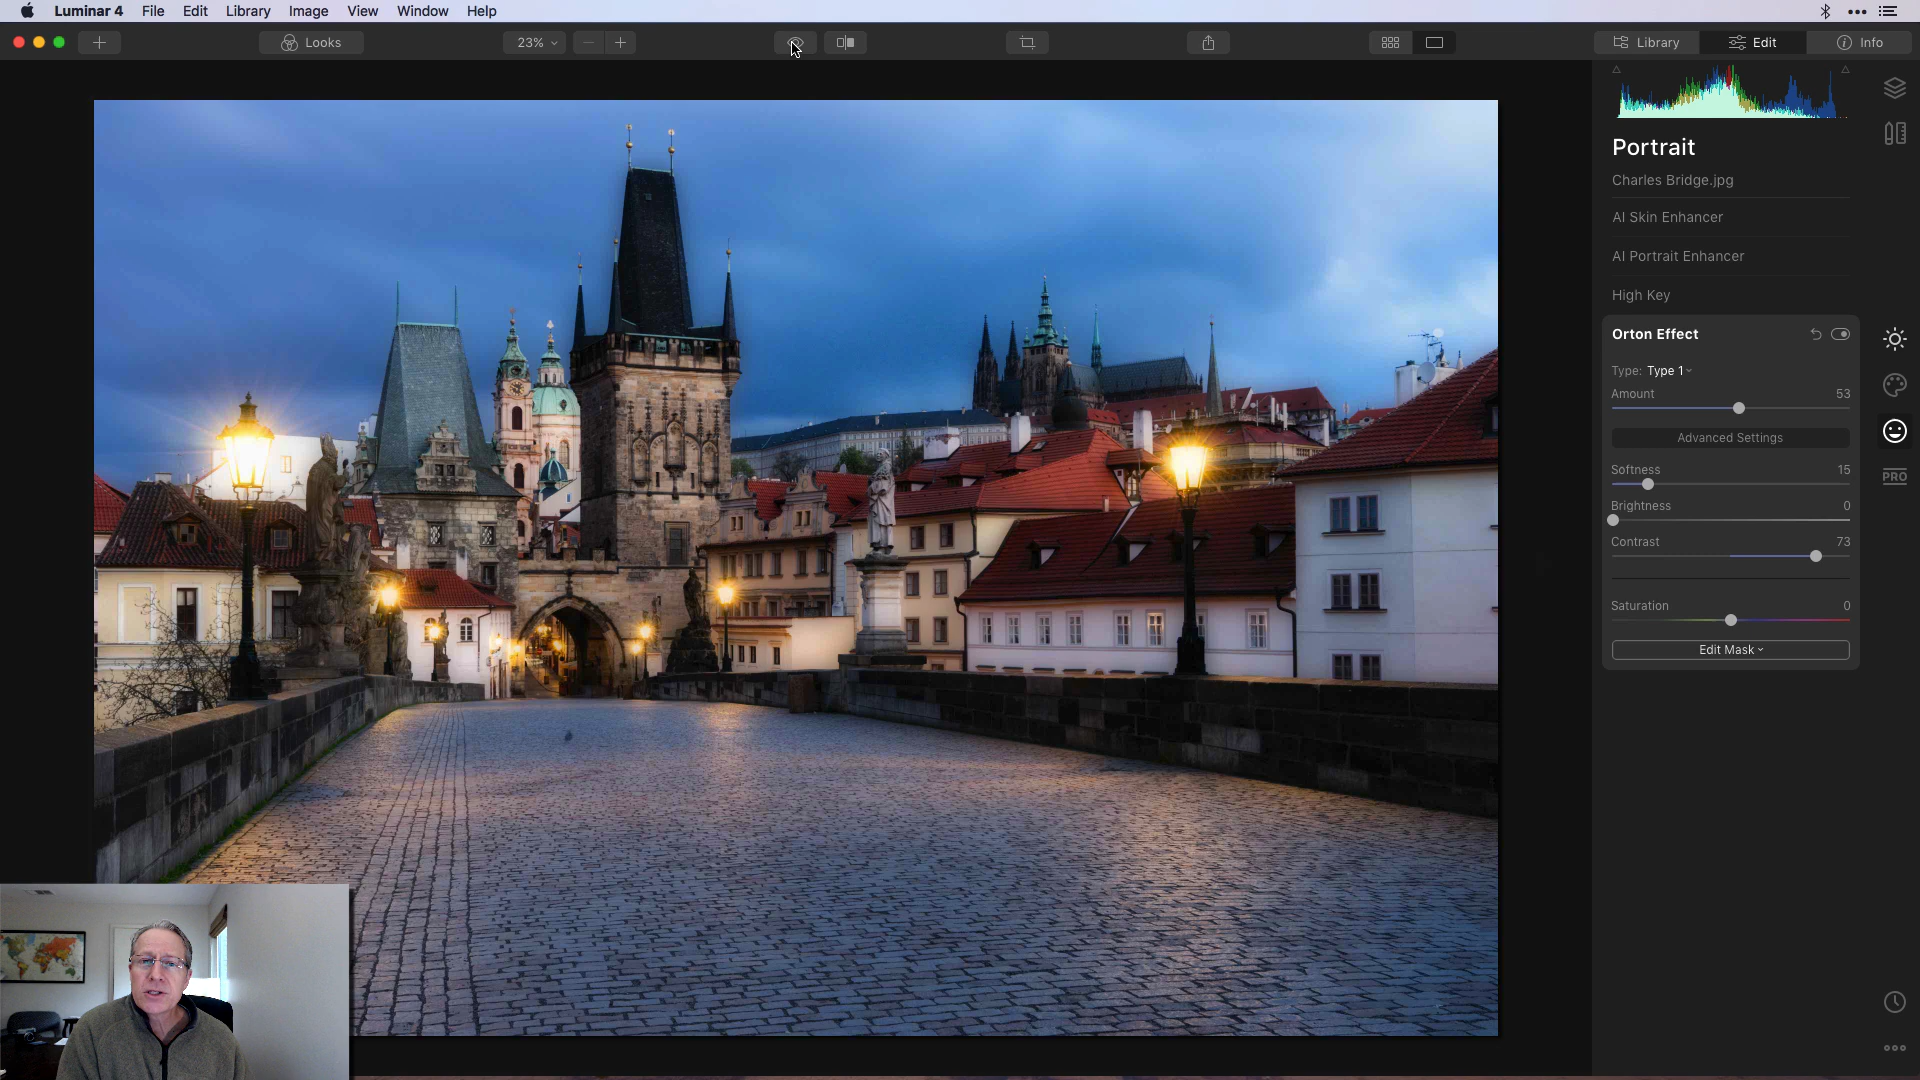 Luminar 4 File Edit Library Image View Window Help
Looks 23% Library Edit Info
Portrait
Charles Bridge.jpg
AI Skin Enhancer
AI Portrait Enhancer
High Key
Orton Effect
Type: Type 1
Amount 53
Advanced Settings
Softness 15
Brightness 0
Contrast 73
Saturation 0
Edit Mask
PRO